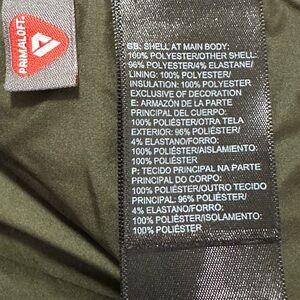 PRIMALOFT®
GB: SHELL AT MAIN BODY:
100% POLYESTER/OTHER SHELL:
96% POLYESTER/4% ELASTANE/
LINING: 100% POLYESTER/
INSULATION: 100% POLYESTER
EXCLUSIVE OF DECORATION
E: ARMAZÓN DE LA PARTE
PRINCIPAL DEL CUERPO:
100% POLIÉSTER/OTRA TELA
EXTERIOR: 96% POLIÉSTER/
4% ELASTANO/FORRO:
100% POLIÉSTER/AISLAMIENTO:
100% POLIÉSTER
P: TECIDO PRINCIPAL NA PARTE
PRINCIPAL DO CORPO:
100% POLIÉSTER/OUTRO TECIDO
PRINCIPAL: 96% POLIÉSTER/
4% ELASTANO/FORRO:
100% POLIÉSTER/ISOLAMENTO:
100% POLIÉSTER